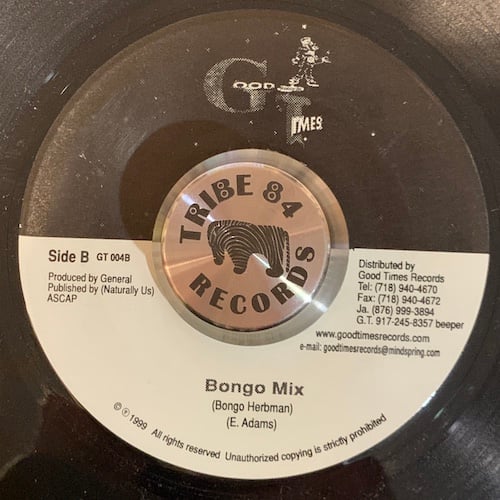 GOOD
TIMES
TRIBE 84
RECORDS
Side B GT 004B
Produced by General
Published by (Naturally Us)
ASCAP
Distributed by
Good Times Records
Tel: (718) 940-4670
Fax: (718) 940-4672
Ja. (876) 999-3894
G.T. 917-245-8357 beeper
www.goodtimesrecords.com
e-mail: goodtimesrecords@mindspring.com
Bongo Mix
(Bongo Herbman)
(E. Adams)
© ℗ 1999 All rights reserved Unauthorized copying is strictly prohibited